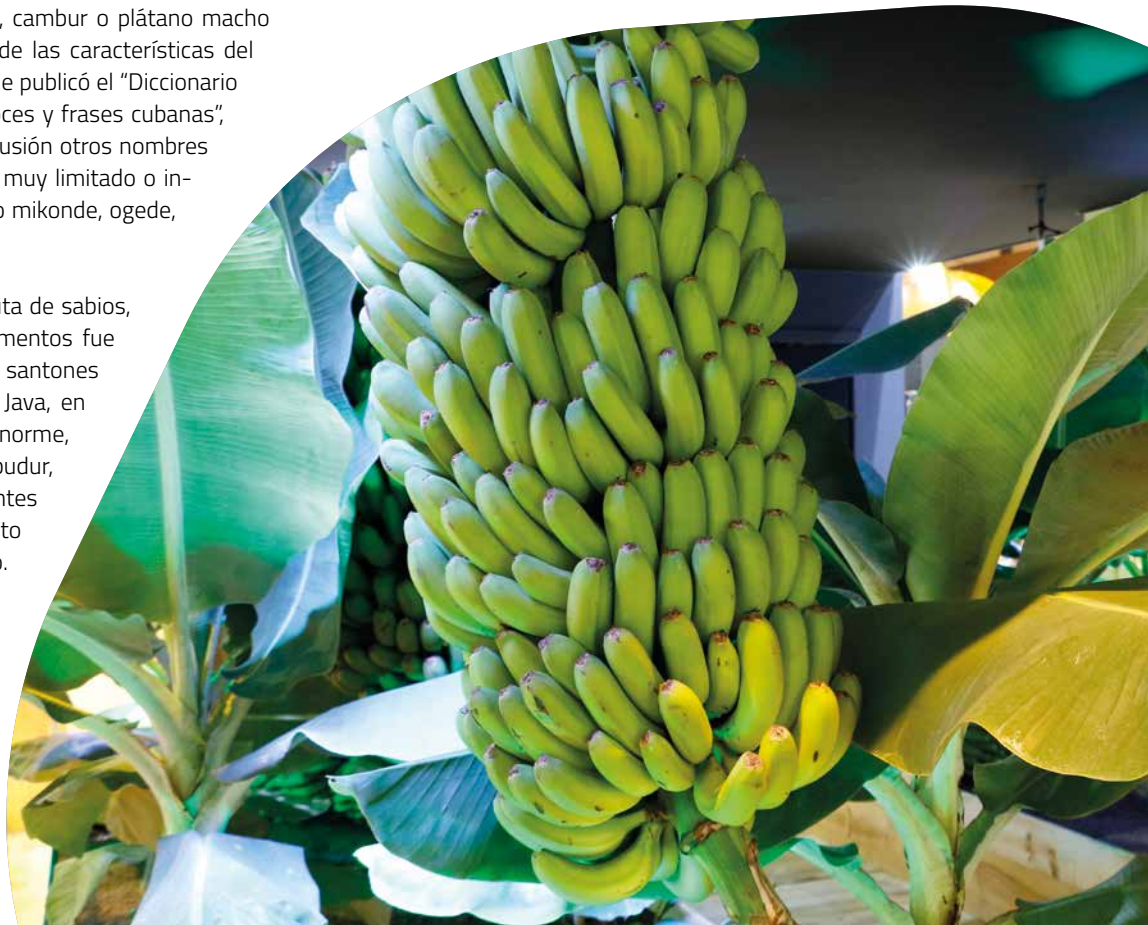 , cambur o plátano macho
de las características del
e publicó el “Diccionario
ces y frases cubanas”,
usión otros nombres
muy limitado o in-
o mikonde, ogede,
ta de sabios,
mentos fue
santones
Java, en
norme,
oudur,
ntes
to
o.